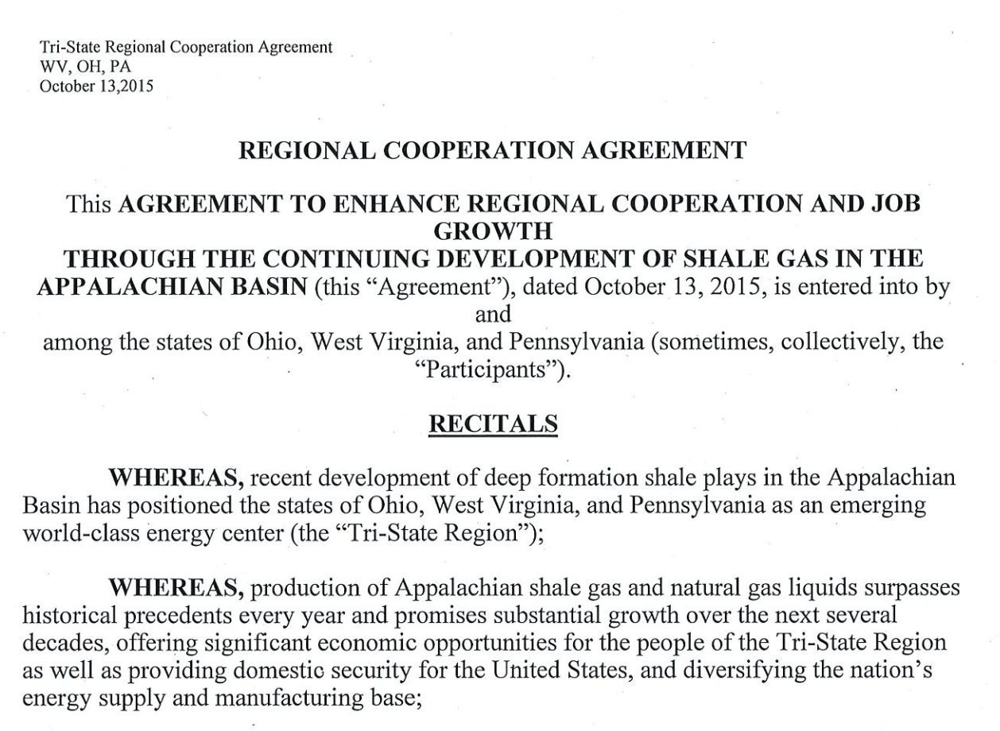 Tri-State Regional Cooperation Agreement
WV, OH, PA
October 13,2015
REGIONAL COOPERATION AGREEMENT
This AGREEMENT TO ENHANCE REGIONAL COOPERATION AND JOB
GROWTH
THROUGH THE CONTINUING DEVELOPMENT OF SHALE GAS IN THE
APPALACHIAN BASIN (this “Agreement”), dated October 13, 2015, is entered into by
and
among the states of Ohio, West Virginia, and Pennsylvania (sometimes, collectively, the
“Participants”).
RECITALS
WHEREAS, recent development of deep formation shale plays in the Appalachian
Basin has positioned the states of Ohio, West Virginia, and Pennsylvania as an emerging
world-class energy center (the “Tri-State Region”);
WHEREAS, production of Appalachian shale gas and natural gas liquids surpasses
historical precedents every year and promises substantial growth over the next several
decades, offering significant economic opportunities for the people of the Tri-State Region
as well as providing domestic security for the United States, and diversifying the nation’s
energy supply and manufacturing base;